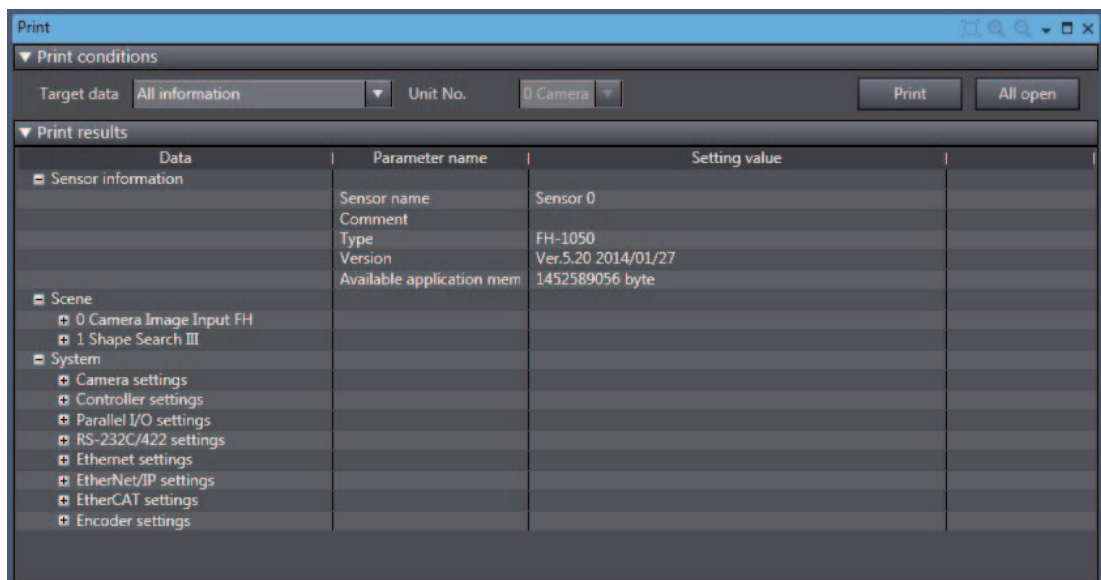 Print
Print conditions
Target data All information Unit No. 0 Camera Print All open
Print results
Data Parameter name Setting value
Sensor information
Sensor name Sensor 0
Comment
Type FH-1050
Version Ver.5.20 2014/01/27
Available application mem 1452589056 byte
Scene
0 Camera Image Input FH
1 Shape Search III
System
Camera settings
Controller settings
Parallel I/O settings
RS-232C/422 settings
Ethernet settings
EtherNet/IP settings
EtherCAT settings
Encoder settings